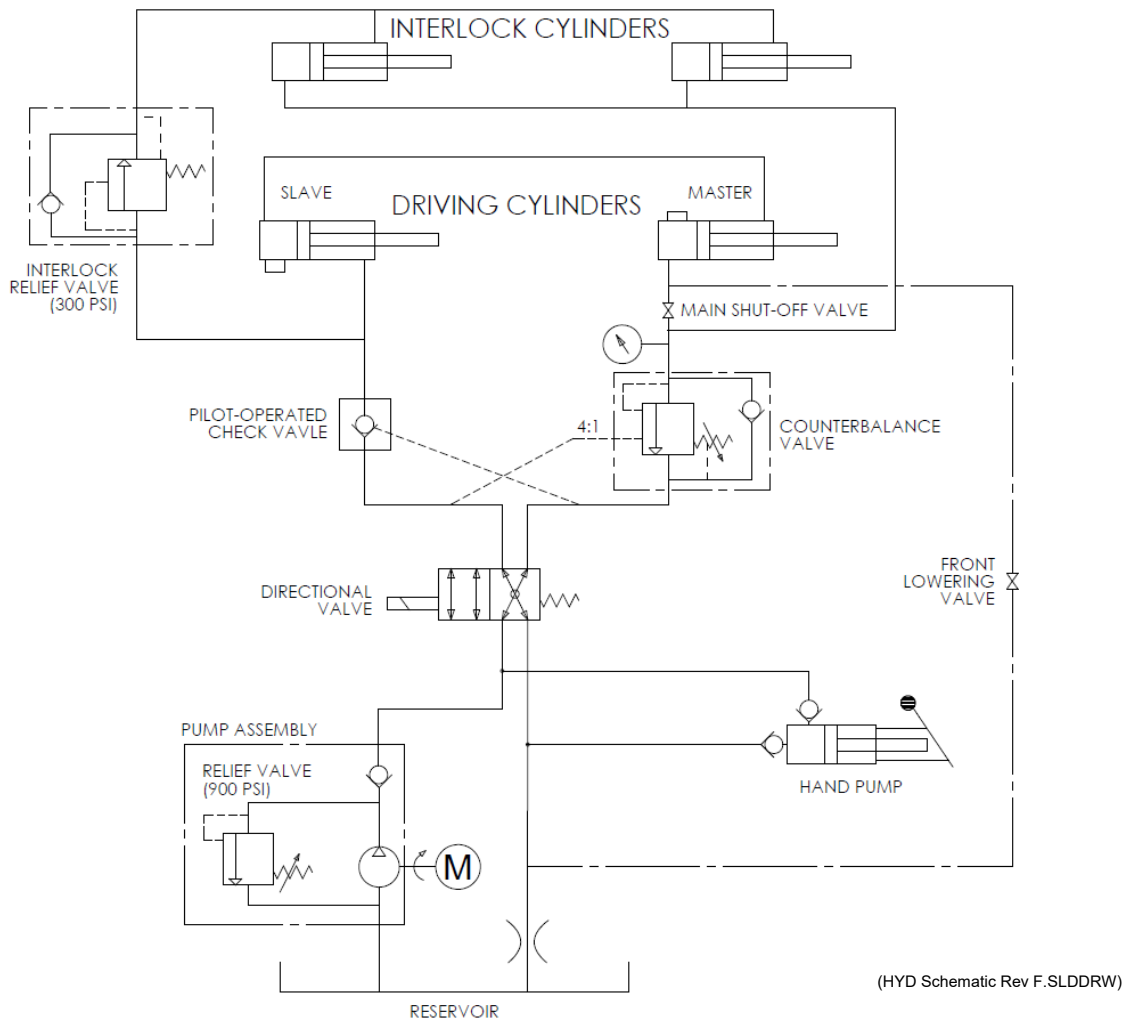 INTERLOCK CYLINDERS
SLAVE
MASTER
DRIVING CYLINDERS
INTERLOCK
RELIEF VALVE
(300 PSI)
MAIN SHUT-OFF VALVE
PILOT-OPERATED
CHECK VAVLE
4:1
COUNTERBALANCE
VALVE
DIRECTIONAL
VALVE
FRONT
LOWERING
VALVE
PUMP ASSEMBLY
RELIEF VALVE
(900 PSI)
HAND PUMP
M
(HYD Schematic Rev F.SLDDRW)
RESERVOIR